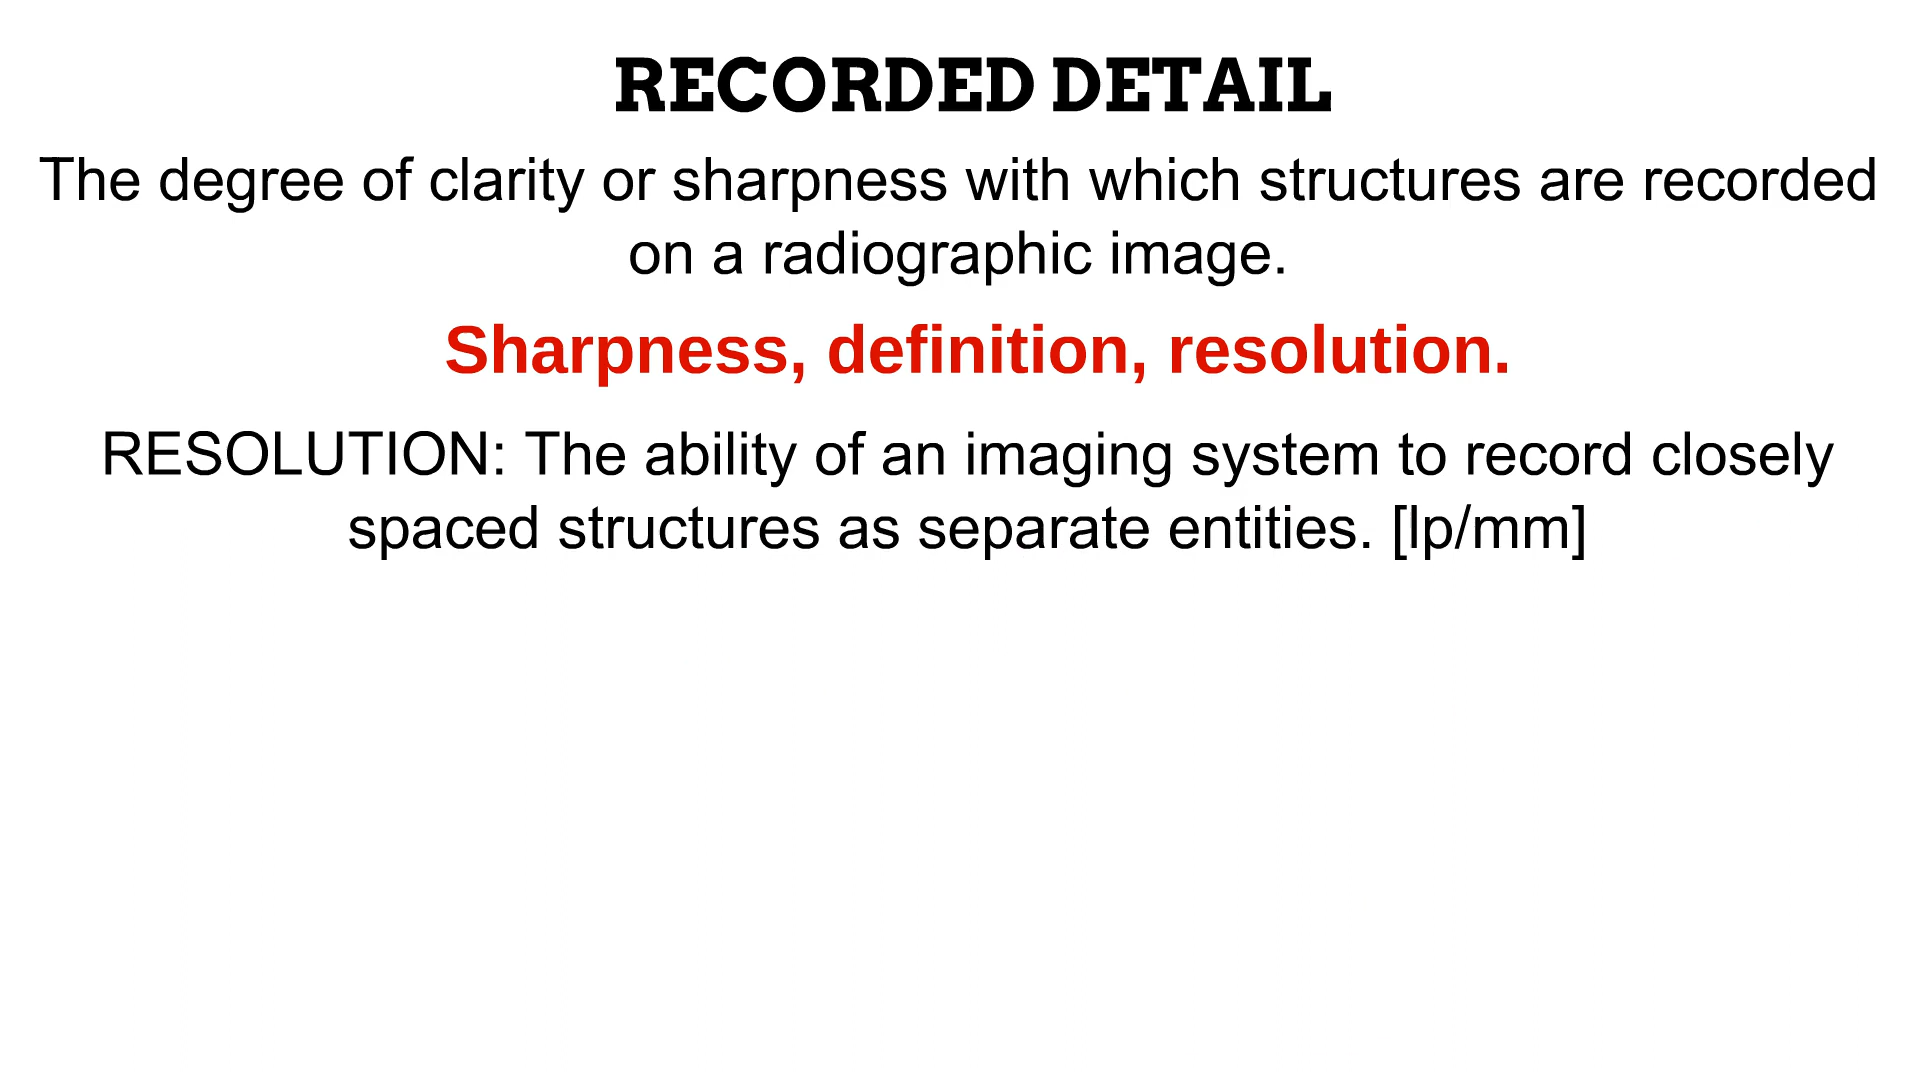 RECORDED DETAIL
The degree of clarity or sharpness with which structures are recorded
on a radiographic image.
Sharpness, definition, resolution.
RESOLUTION: The ability of an imaging system to record closely
spaced structures as separate entities. [lp/mm]